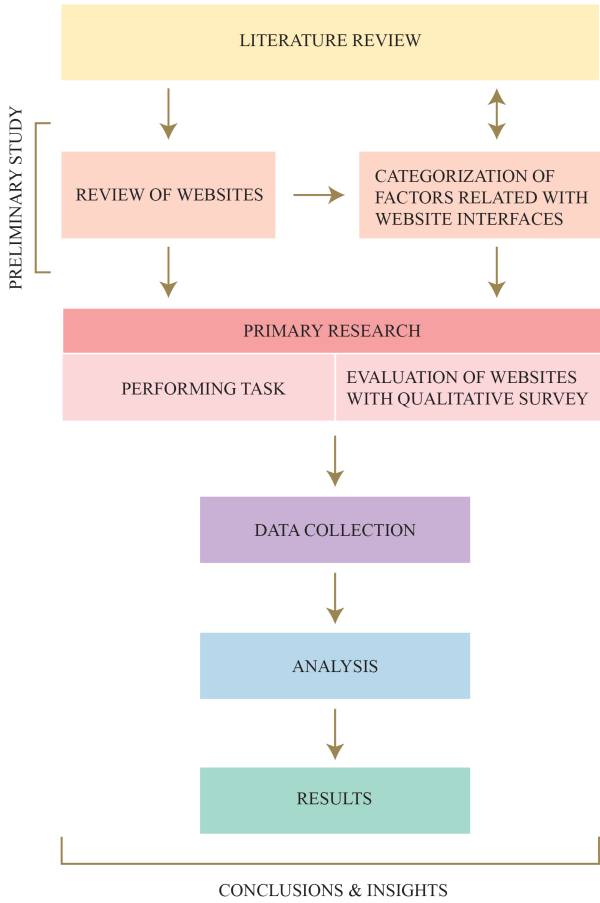 LITERATURE REVIEW
PRELIMINARY STUDY
REVIEW OF WEBSITES
CATEGORIZATION OF
FACTORS RELATED WITH
WEBSITE INTERFACES
PRIMARY RESEARCH
PERFORMING TASK
EVALUATION OF WEBSITES
WITH QUALITATIVE SURVEY
DATA COLLECTION
ANALYSIS
RESULTS
CONCLUSIONS & INSIGHTS